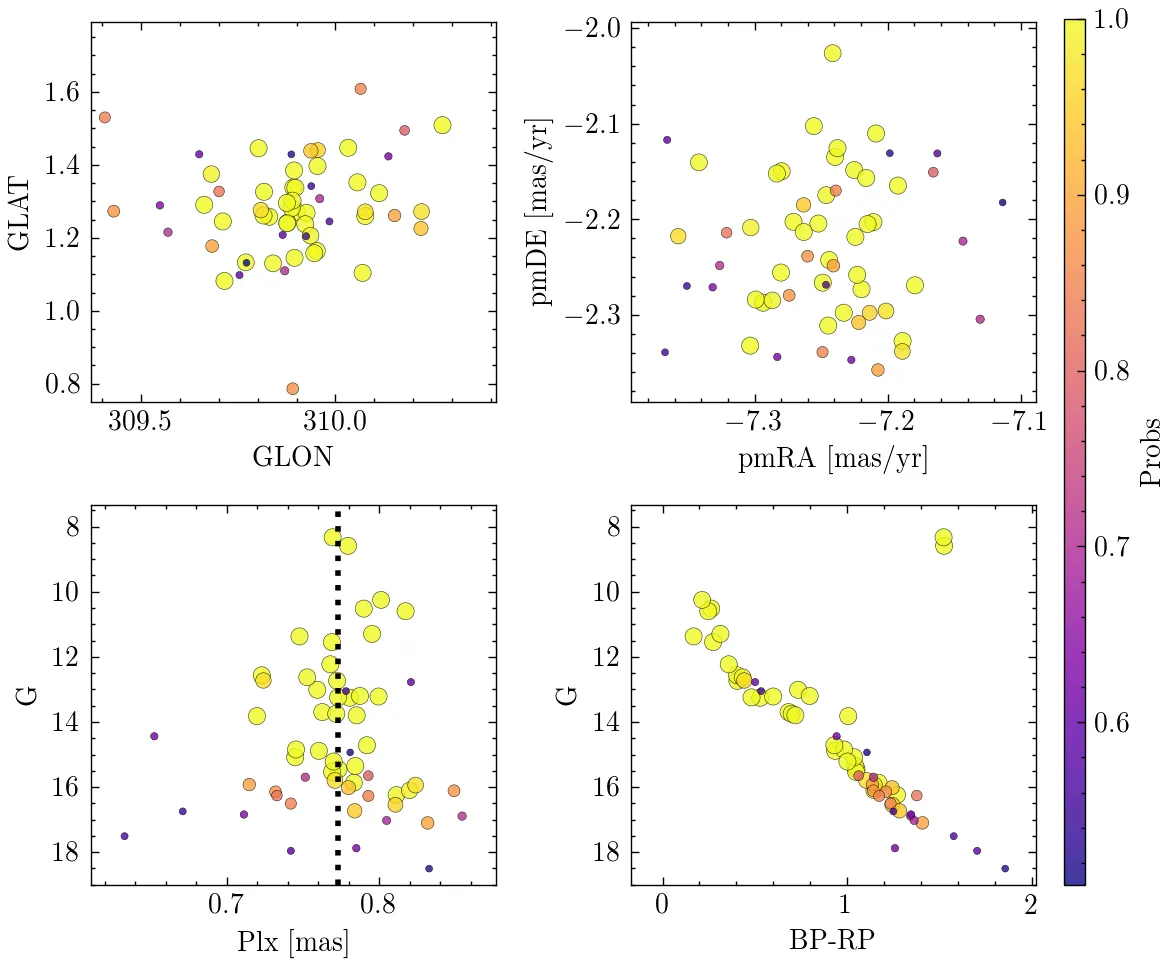 1.6
1.4
1.2
1.0
0.8
GLAT
309.5 310.0
GLON
−2.0
−2.1
−2.2
−2.3
pmDE [mas/yr]
−7.3 −7.2 −7.1
pmRA [mas/yr]
8
10
12
14
16
18
G
0.7 0.8
Plx [mas]
8
10
12
14
16
18
G
0 1 2
BP-RP
1.0
0.9
0.8
0.7
0.6
Probs